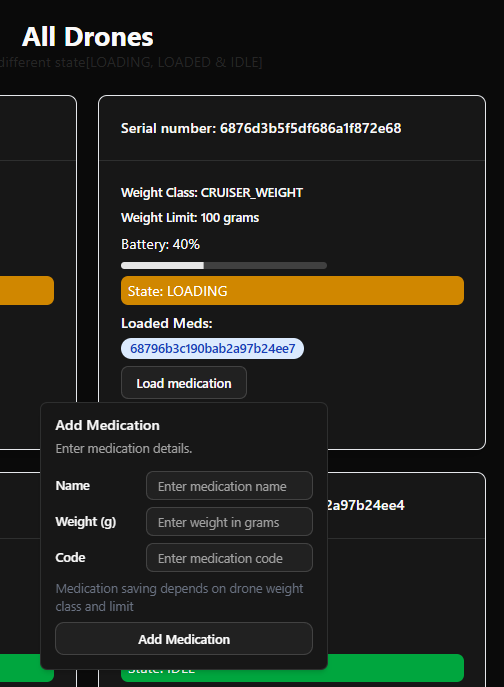 All Drones
different state[LOADING, LOADED & IDLE]
Serial number: 6876d3b5f5df686a1f872e68
Weight Class: CRUISER_WEIGHT
Weight Limit: 100 grams
Battery: 40%
State: LOADING
Loaded Meds:
68796b3c190bab2a97b24ee7
Load medication
Add Medication
Enter medication details.
Name
Enter medication name
Weight (g)
Enter weight in grams
Code
Enter medication code
Medication saving depends on drone weight
class and limit
Add Medication
2a97b24ee4
State: IDLE